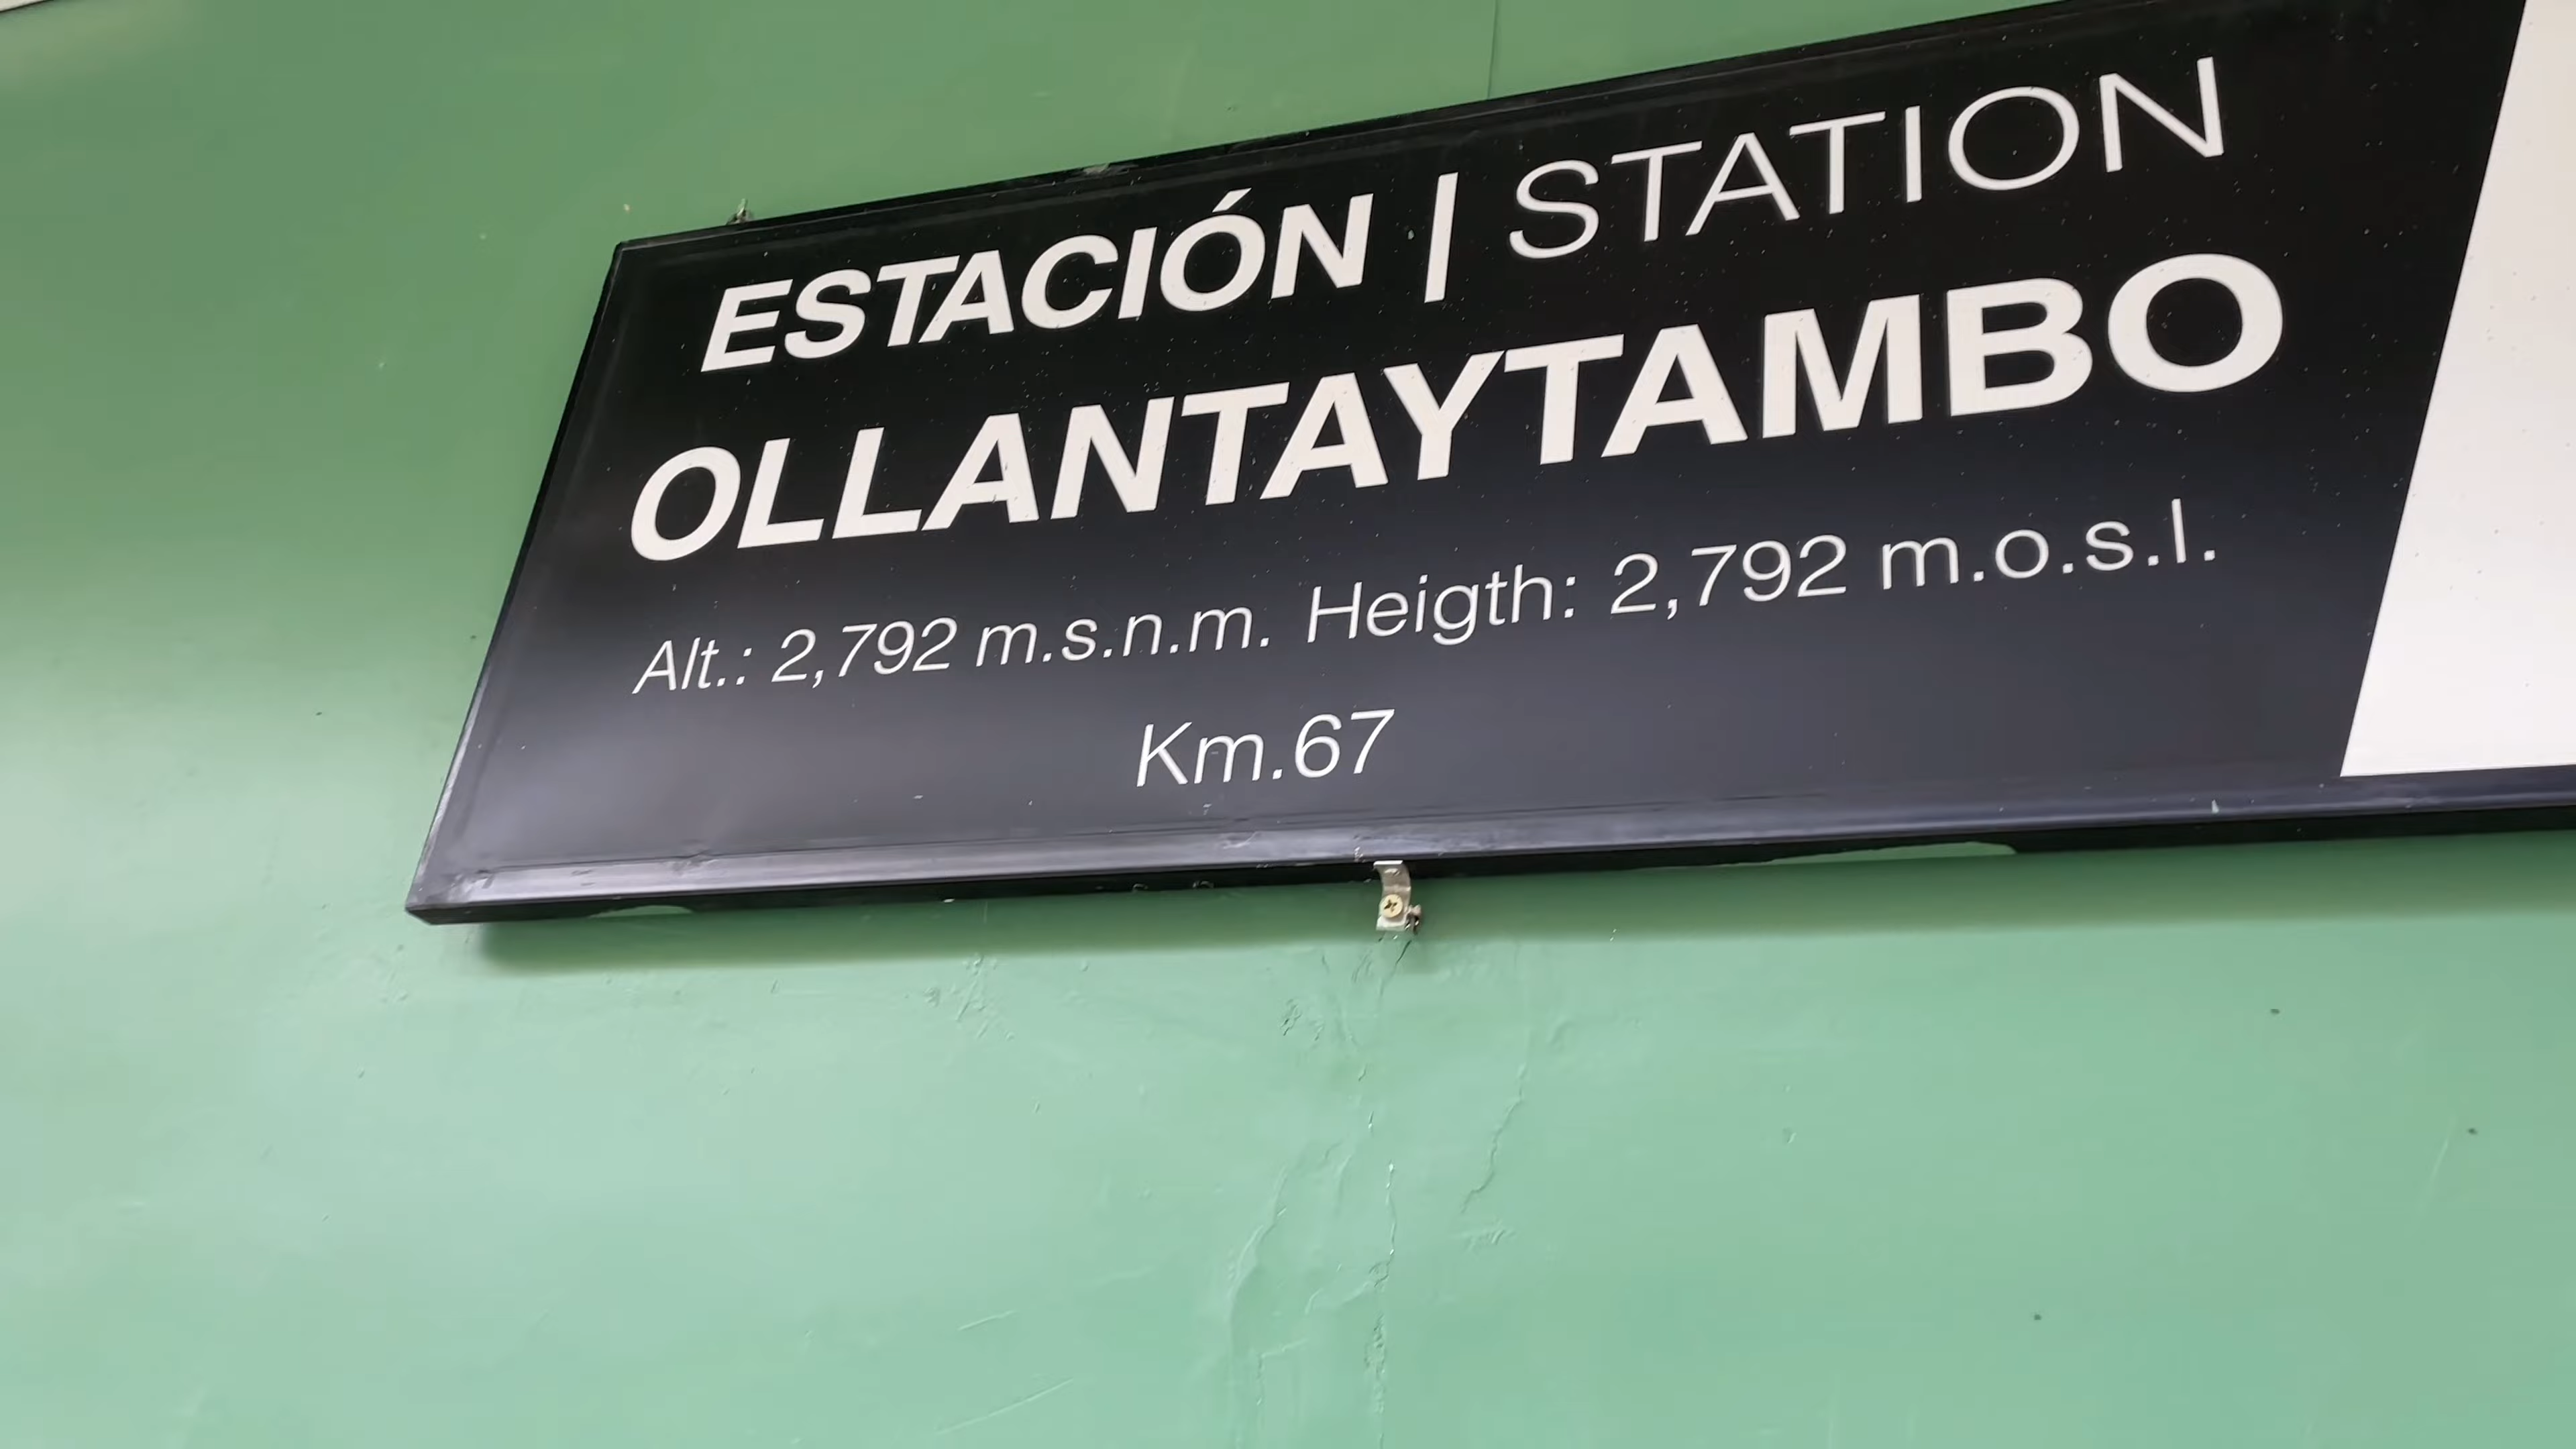 ESTACIÓN | STATION
OLLANTAYTAMBO
Alt.: 2,792 m.s.n.m. Heigth: 2,792 m.o.s.l.
Km.67